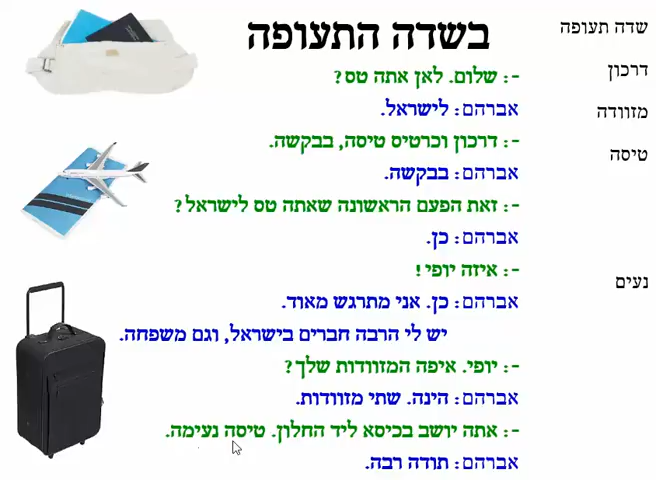 בשדה התעופה
-: שלום. לאן אתה טס?
אברהם: לישראל.
-: דרכון וכרטיס טיסה, בבקשה.
אברהם: בבקשה.
-: זאת הפעם הראשונה שאתה טס לישראל?
אברהם: כן.
-: איזה יופי!
אברהם: כן. אני מתרגש מאוד.
יש לי הרבה חברים בישראל, וגם משפחה.
-: יופי. איפה המזוודות שלך?
אברהם: הינה. שתי מזוודות.
-: אתה יושב בכיסא ליד החלון. טיסה נעימה.
אברהם: תודה רבה.
שדה תעופה
דרכון
מזוודה
טיסה
נעים